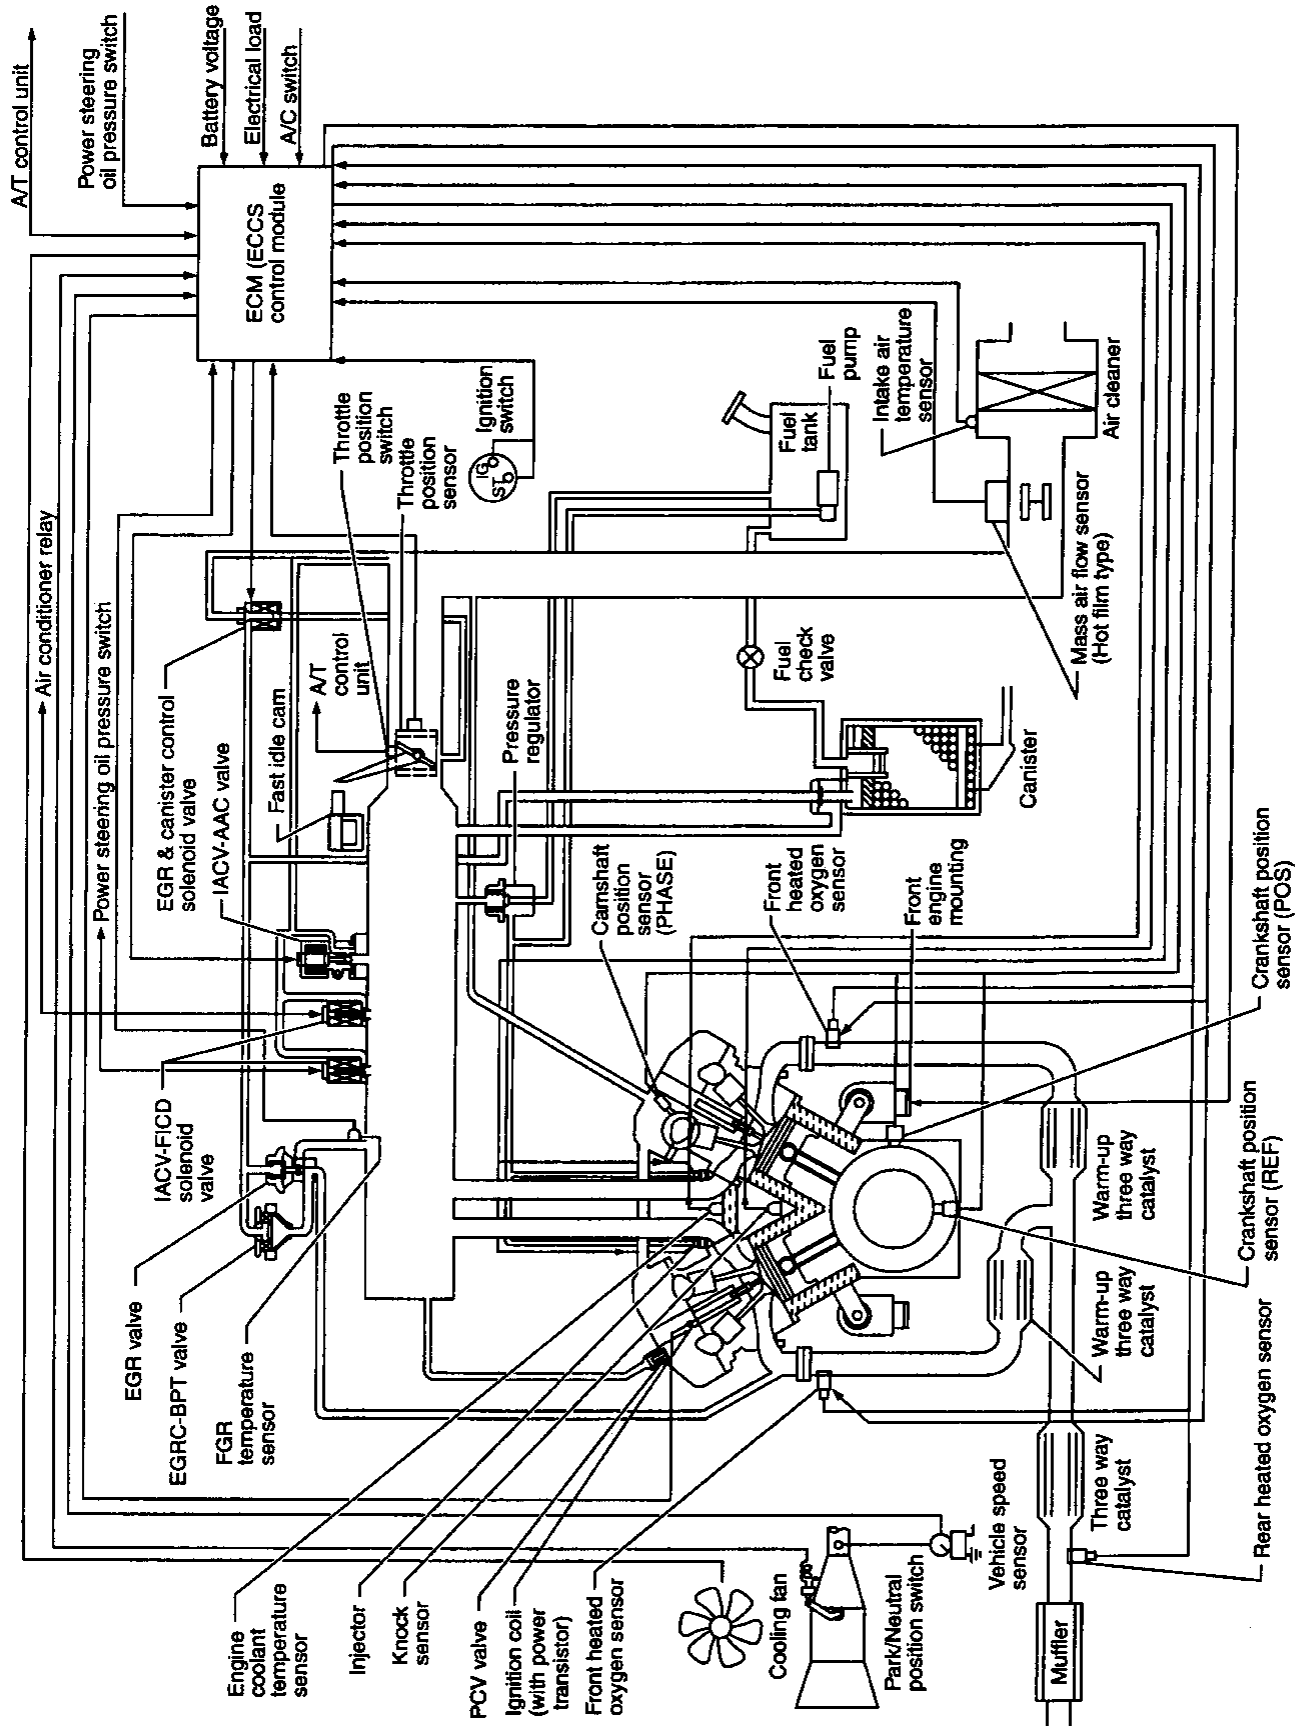 A/T control unit
Power steering
oil pressure switch
Battery voltage
Electrical load
A/C switch
ECM (ECCS
control module
Air conditioner relay
Power steering oil pressure switch
EGR & canister control
solenoid valve
IACV-AAC valve
Fast idle cam
A/T
control
unit
Throttle
position
switch
Throttle
position
sensor
Ignition
switch
IG
ST
Fuel
tank
Fuel
pump
Intake air
temperature
sensor
Air cleaner
Mass air flow sensor
(Hot film type)
Fuel
check
valve
Canister
Pressure
regulator
IACV-FICD
solenoid
valve
EGR valve
EGRC-BPT valve
FGR
temperature
sensor
Camshaft
position
sensor
(PHASE)
Front
heated
oxygen
sensor
Front
engine
mounting
Crankshaft position
sensor (POS)
Crankshaft position
sensor (REF)
Warm-up
three way
catalyst
Warm-up
three way
catalyst
Rear heated oxygen sensor
Three way
catalyst
Engine
coolant
temperature
sensor
Injector
Knock
sensor
PCV valve
Ignition coil
(with power
transistor)
Front heated
oxygen sensor
Cooling fan
Park/Neutral
position switch
Vehicle speed
sensor
Muffler